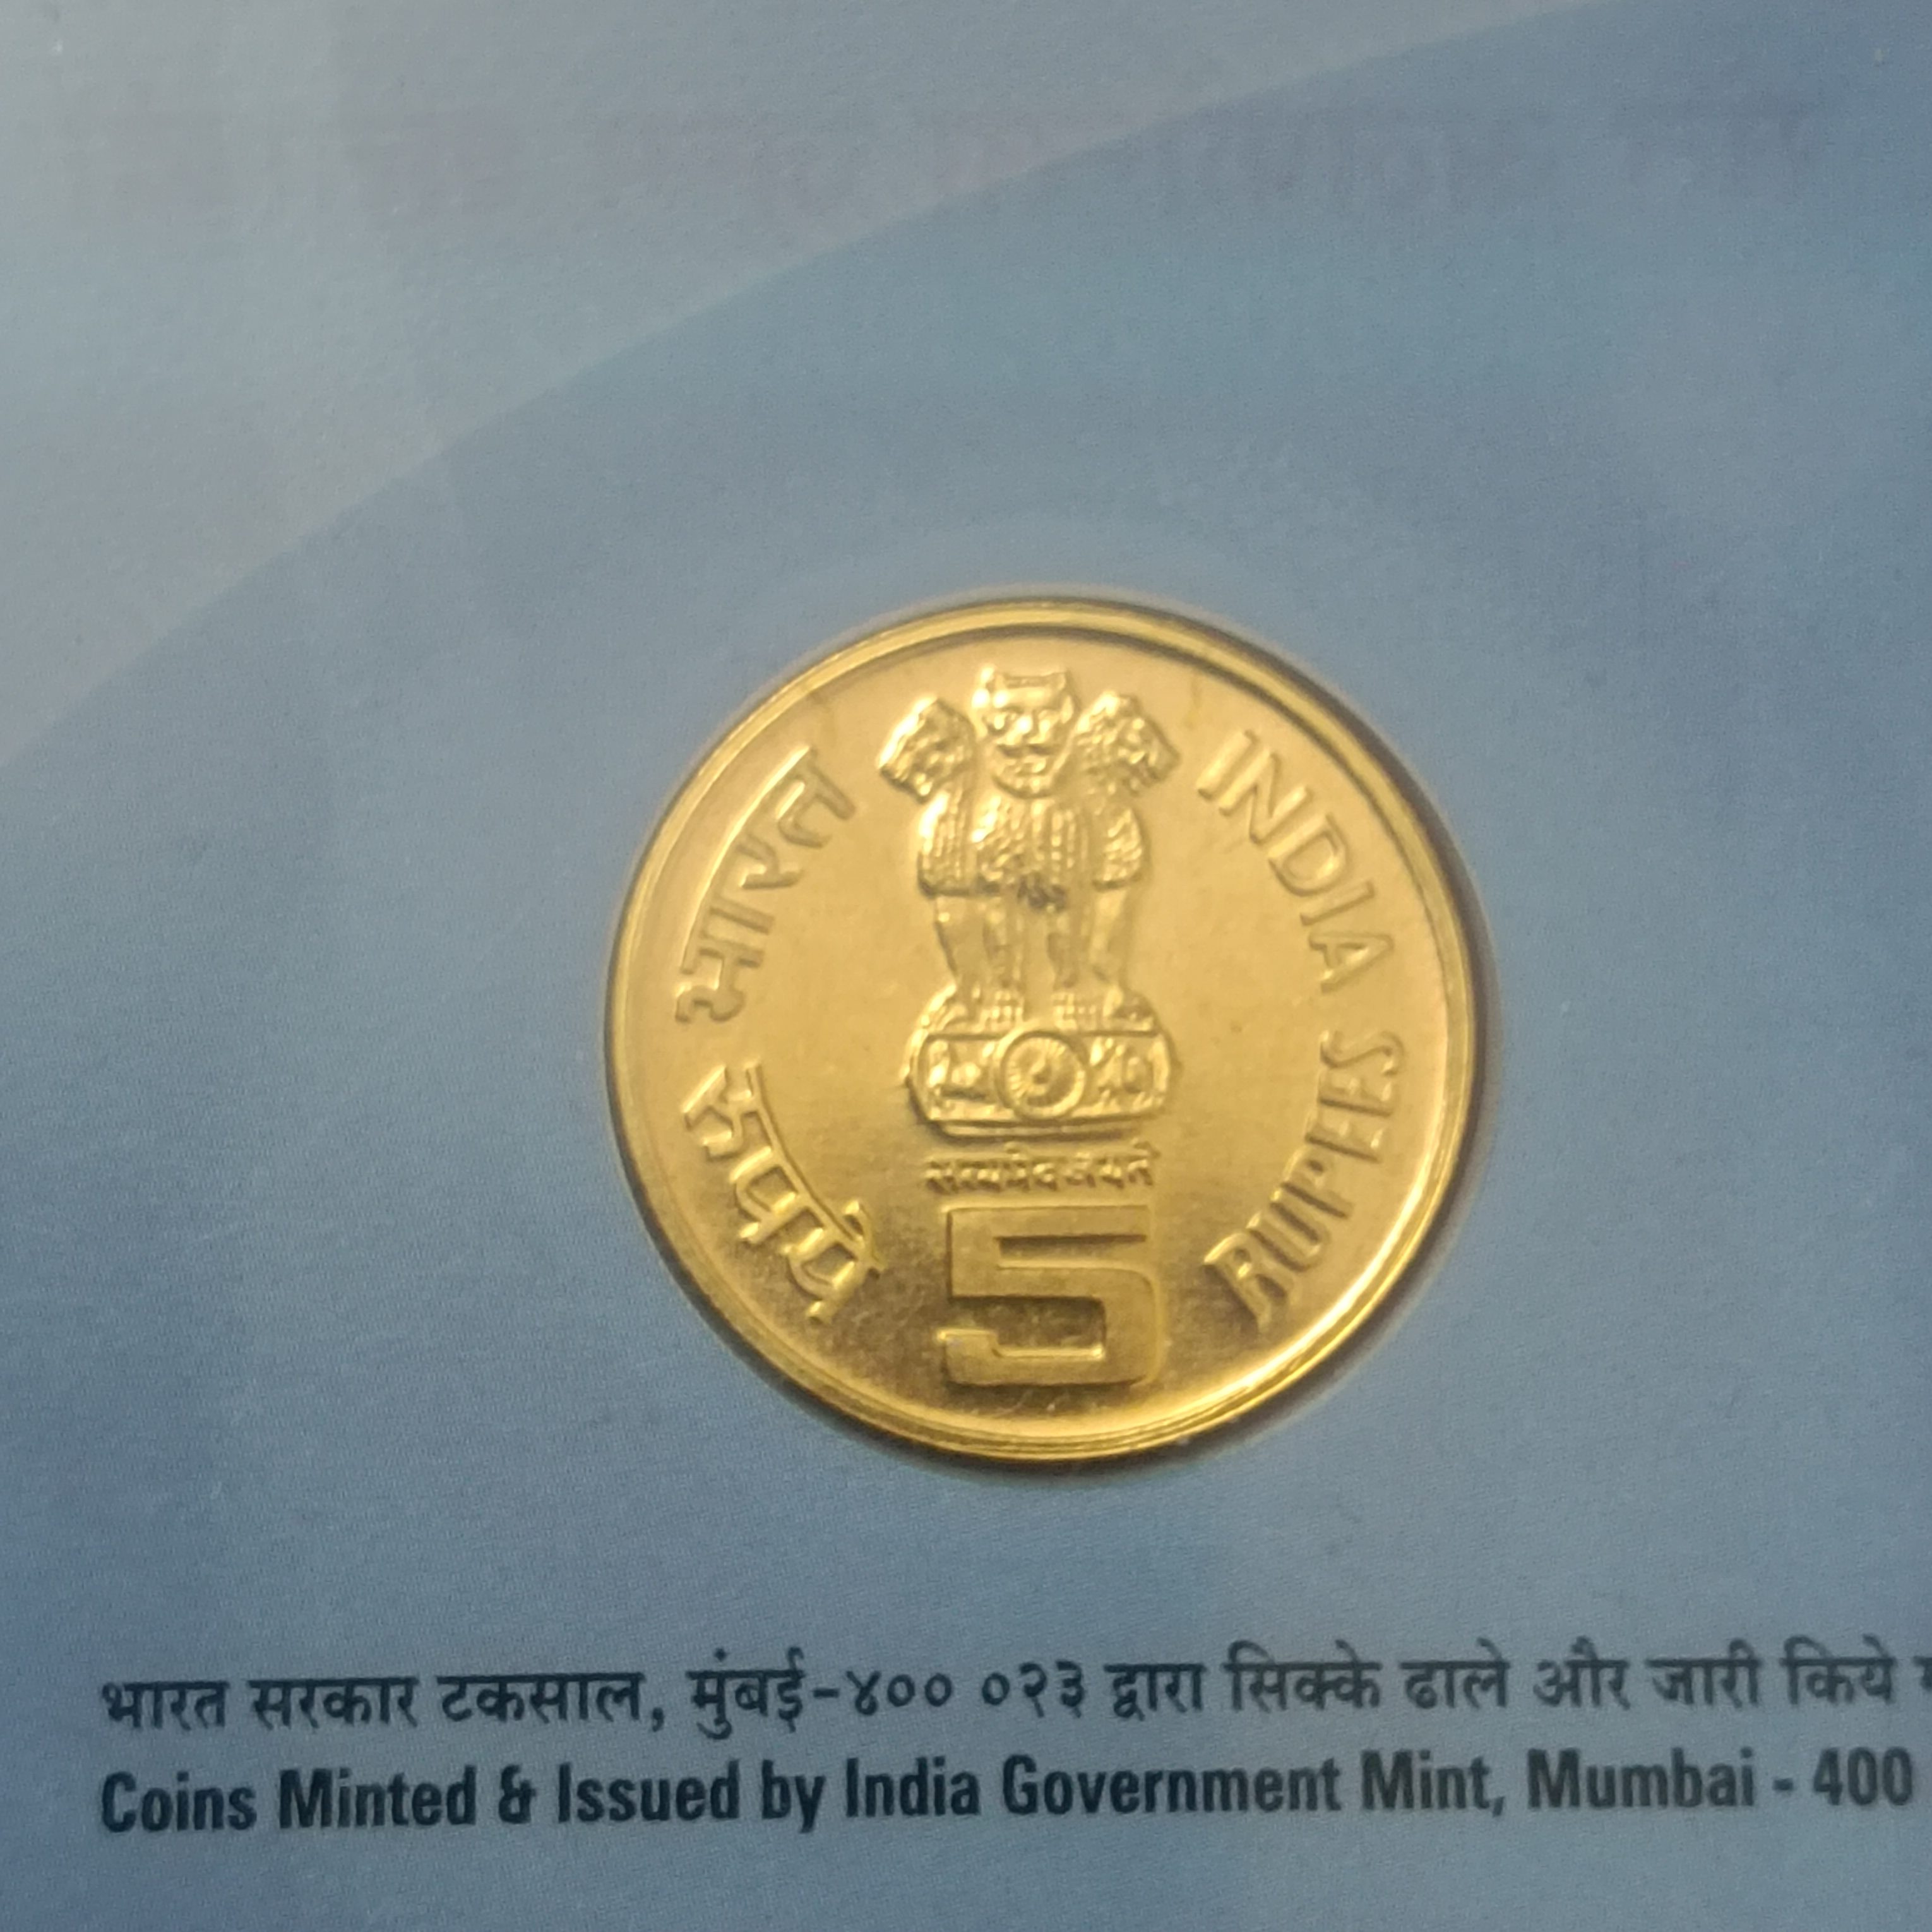 भारत
INDIA
रुपये
RUPEES
सत्यमेव जयते
5
भारत सरकार टकसाल, मुंबई-४०० ०२३ द्वारा सिक्के ढाले और जारी किये
Coins Minted & Issued by India Government Mint, Mumbai - 400